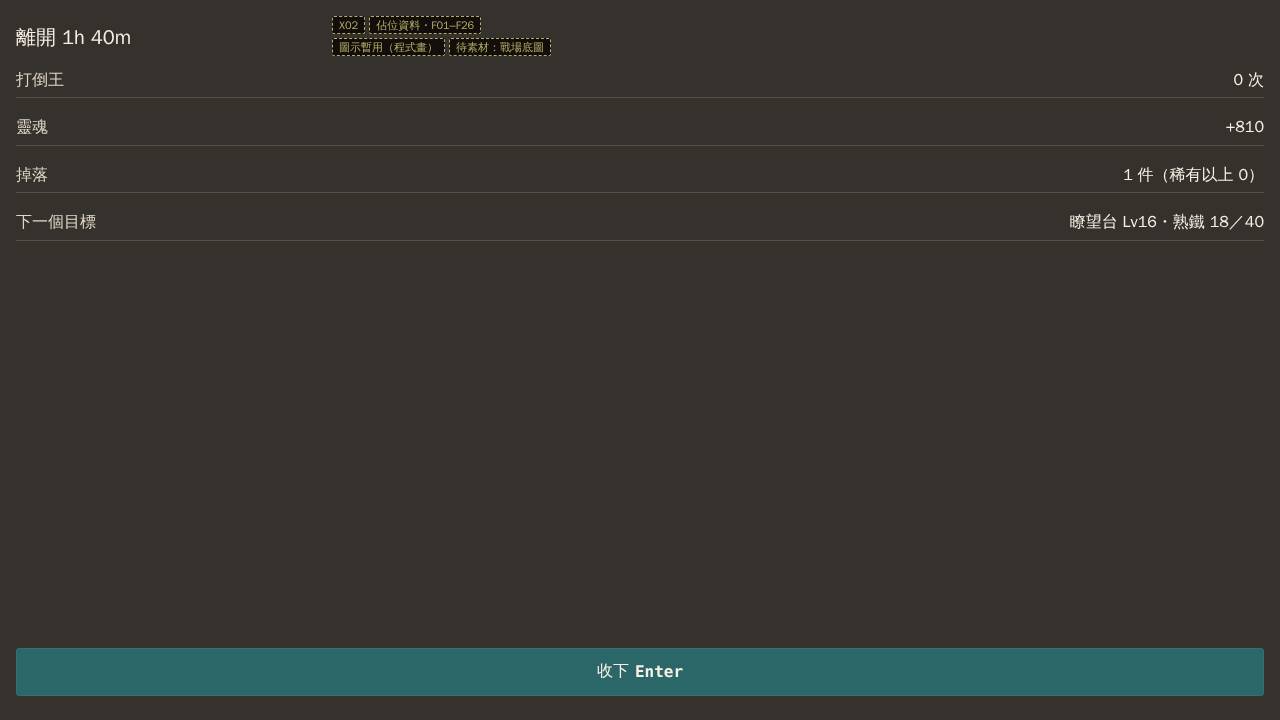 離開 1h 40m
X02 佔位資料・F01–F26
圖示暫用（程式畫） 待素材：戰場底圖
打倒王 0 次
靈魂 +810
掉落 1 件（稀有以上 0）
下一個目標 瞭望台 Lv16・熟鐵 18／40
收下 Enter